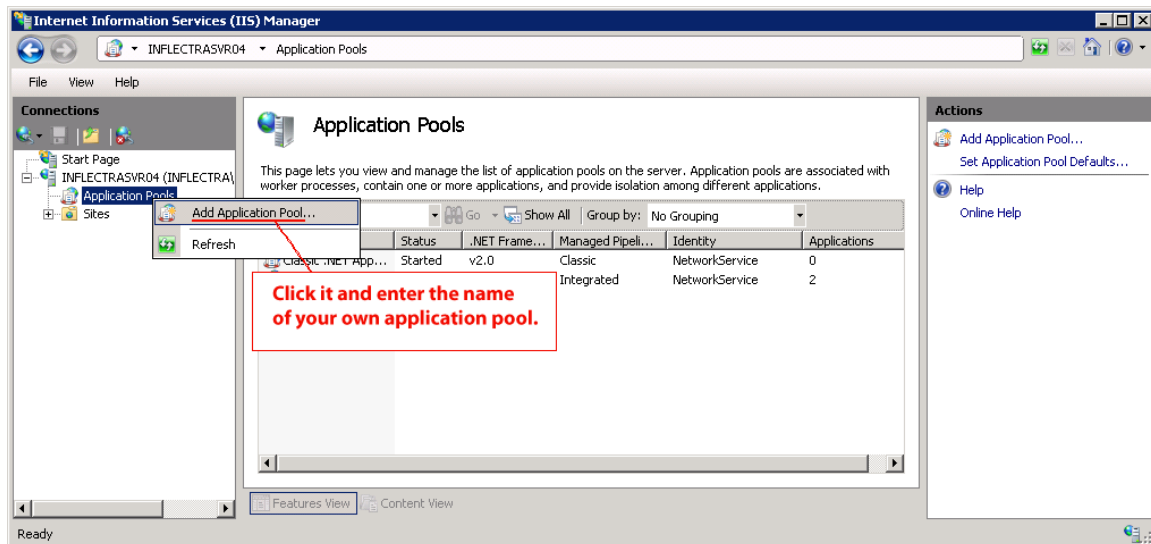 Internet Information Services (IIS) Manager
INFLECTRASVR04 Application Pools
File View Help
Connections
Start Page
INFLECTRASVR04 (INFLECTRA\
Application Pools
Sites
Add Application Pool...
Refresh
Application Pools
This page lets you view and manage the list of application pools on the server. Application pools are associated with
worker processes, contain one or more applications, and provide isolation among different applications.
Go Show All Group by: No Grouping
Status .NET Frame... Managed Pipeli... Identity Applications
Classic .NET App... Started v2.0 Classic NetworkService 0
Integrated NetworkService 2
Click it and enter the name
of your own application pool.
Features View Content View
Actions
Add Application Pool...
Set Application Pool Defaults...
Help
Online Help
Ready